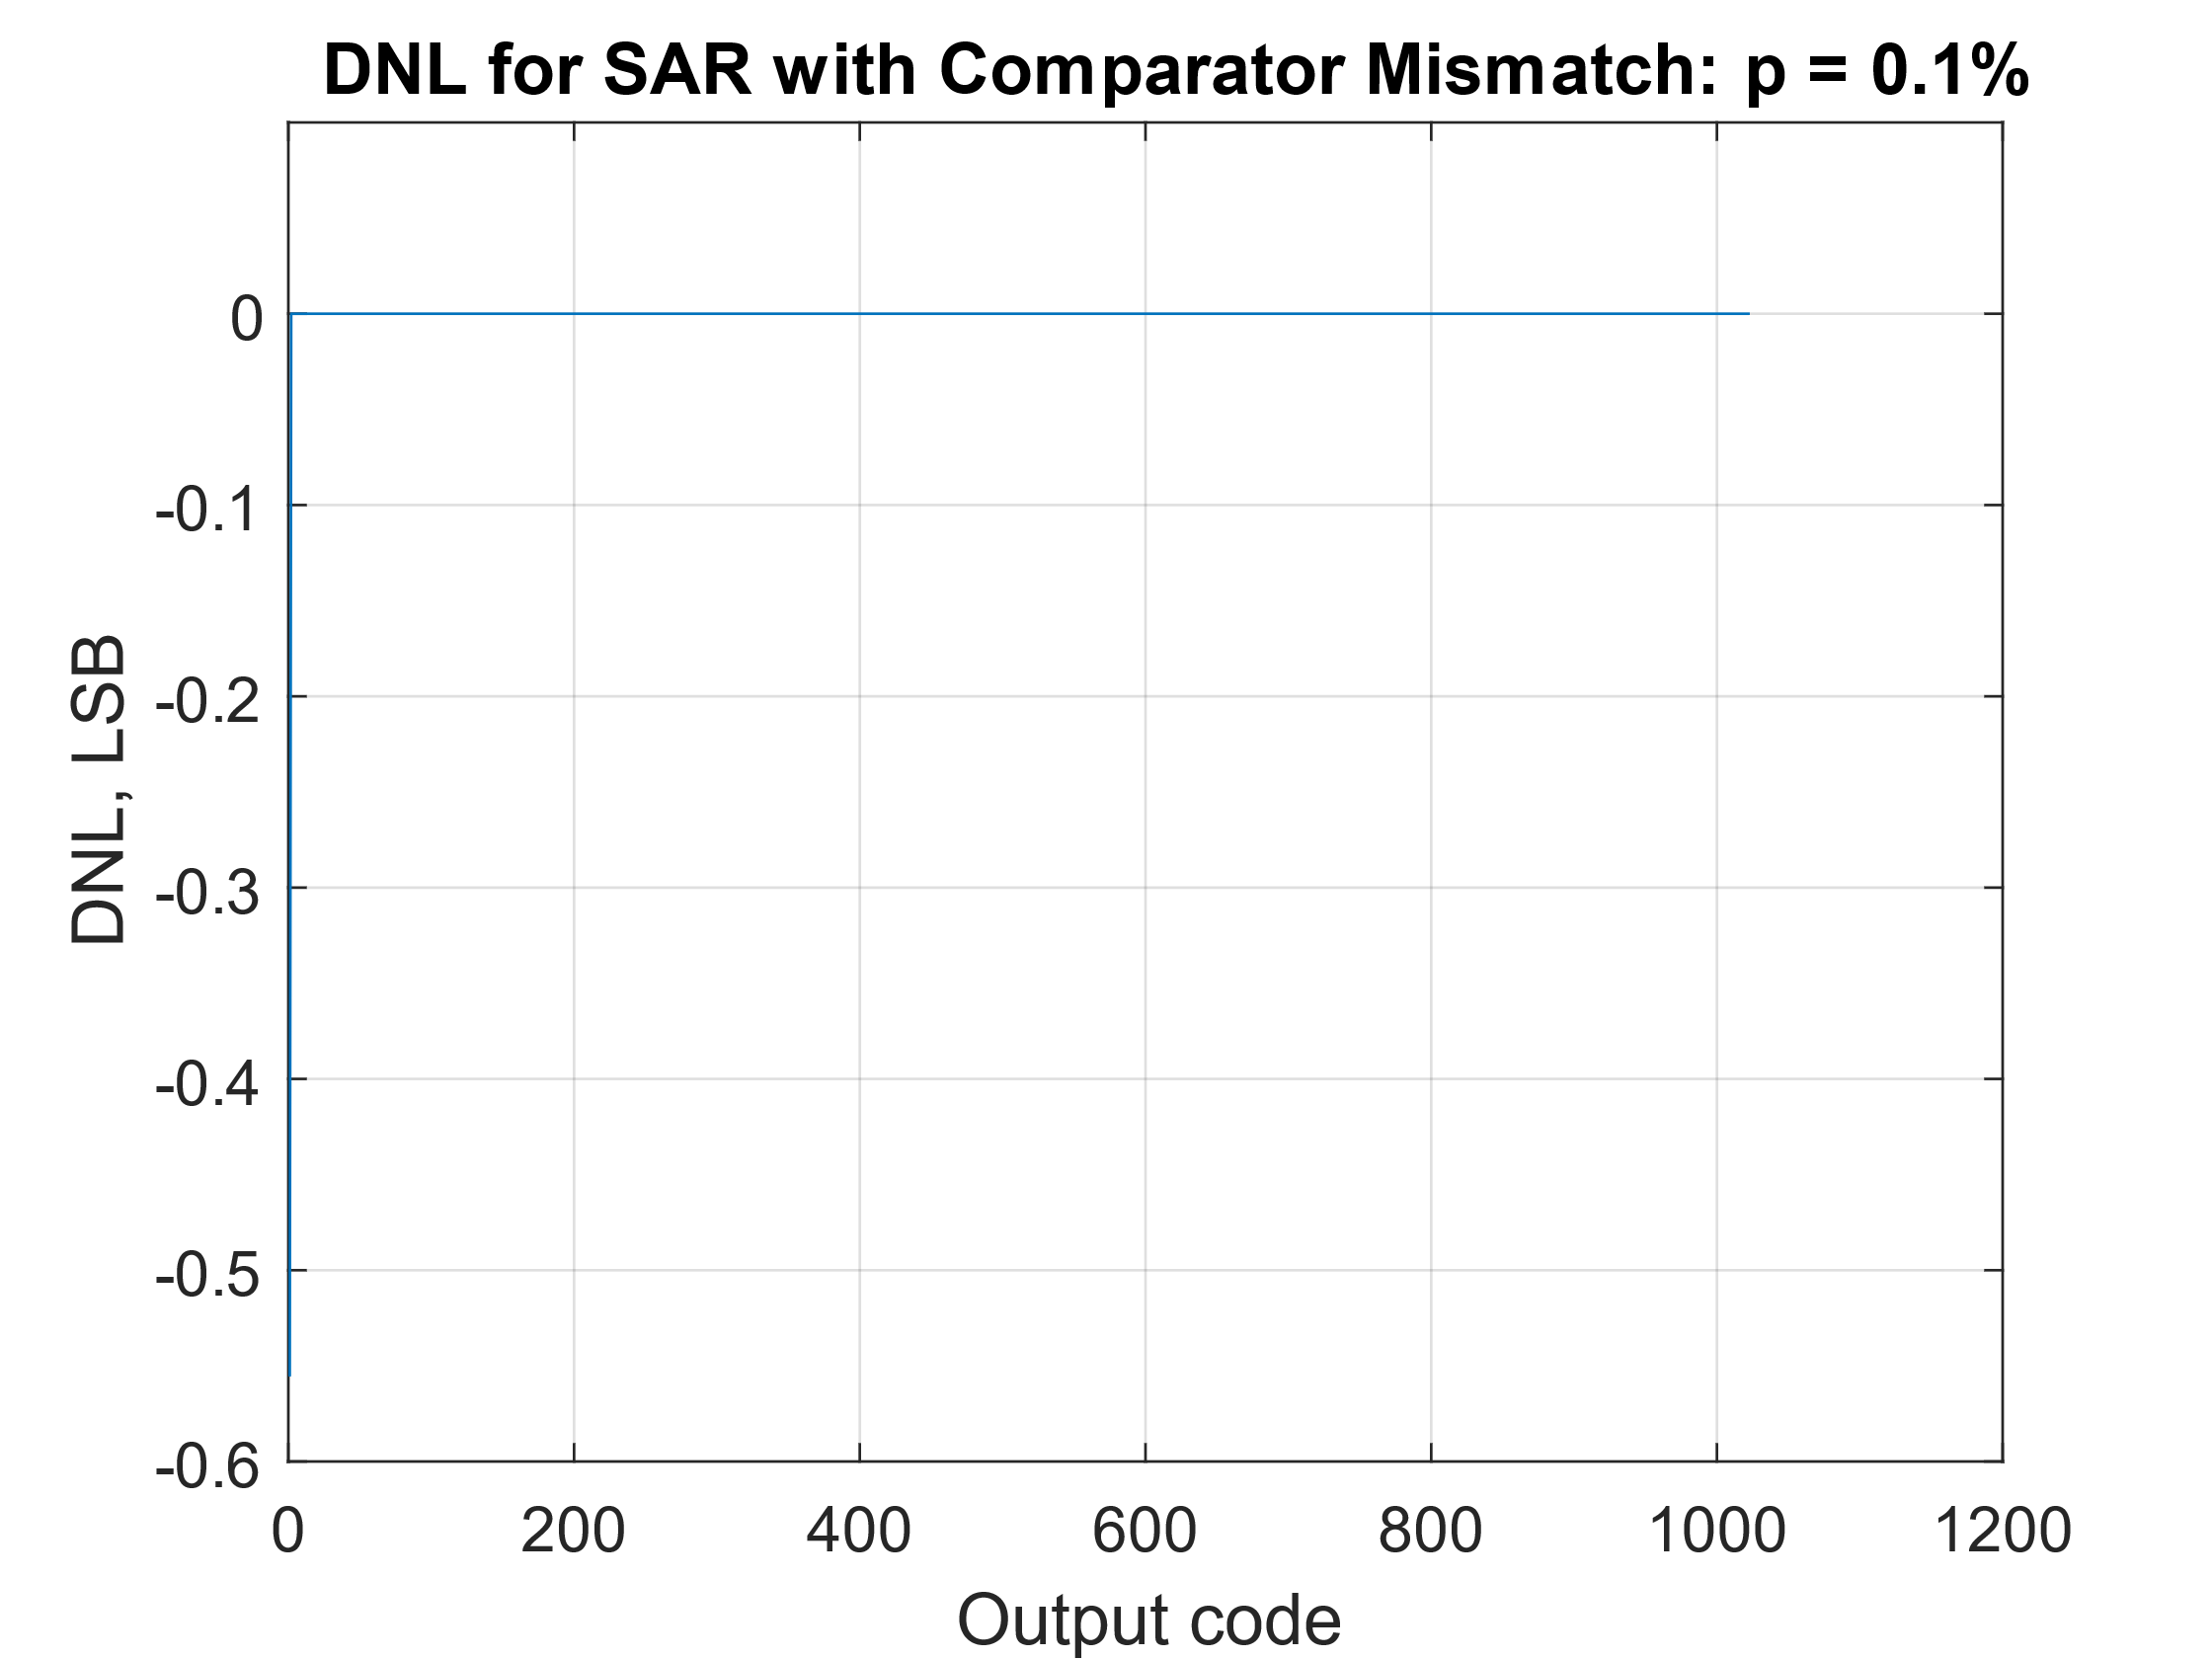 DNL for SAR with Comparator Mismatch: p = 0.1%
0
-0.1
-0.2
-0.3
-0.4
-0.5
-0.6
DNL, LSB
0 200 400 600 800 1000 1200
Output code